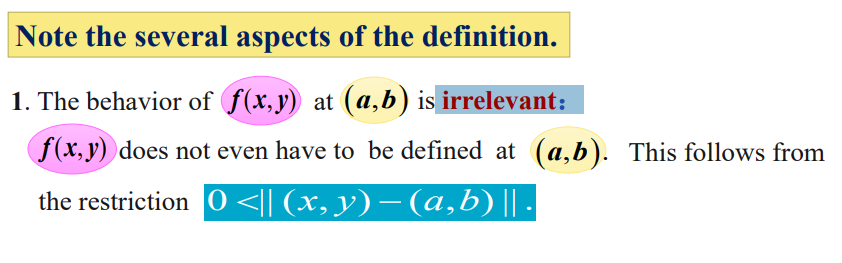 Note the several aspects of the definition.
1. The behavior of f(x,y) at (a,b) is irrelevant:
f(x,y) does not even have to be defined at (a,b). This follows from
the restriction 0 <|| (x, y) – (a,b) || .